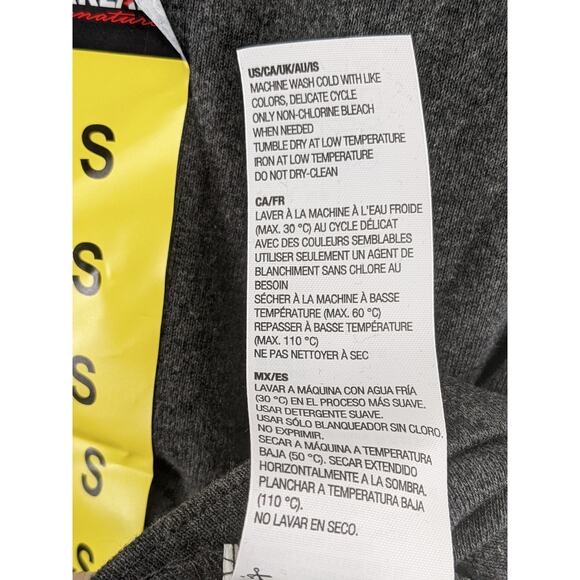 S
S
S
S
S
US/CA/UK/AU/IS
MACHINE WASH COLD WITH LIKE
COLORS, DELICATE CYCLE
ONLY NON-CHLORINE BLEACH
WHEN NEEDED
TUMBLE DRY AT LOW TEMPERATURE
IRON AT LOW TEMPERATURE
DO NOT DRY-CLEAN
CA/FR
LAVER À LA MACHINE À L'EAU FROIDE
(MAX. 30 °C) AU CYCLE DÉLICAT
AVEC DES COULEURS SEMBLABLES
UTILISER SEULEMENT UN AGENT DE
BLANCHIMENT SANS CHLORE AU
BESOIN
SÉCHER À LA MACHINE À BASSE
TEMPÉRATURE (MAX. 60 °C)
REPASSER À BASSE TEMPÉRATURE
(MAX. 110 °C)
NE PAS NETTOYER À SEC
MX/ES
LAVAR A MÁQUINA CON AGUA FRÍA
(30 °C) EN EL PROCESO MÁS SUAVE.
USAR DETERGENTE SUAVE.
USAR SÓLO BLANQUEADOR SIN CLORO.
NO EXPRIMIR.
SECAR A MÁQUINA A TEMPERATURA
BAJA (50 °C). SECAR EXTENDIDO
HORIZONTALMENTE A LA SOMBRA.
PLANCHAR A TEMPERATURA BAJA
(110 °C).
NO LAVAR EN SECO.